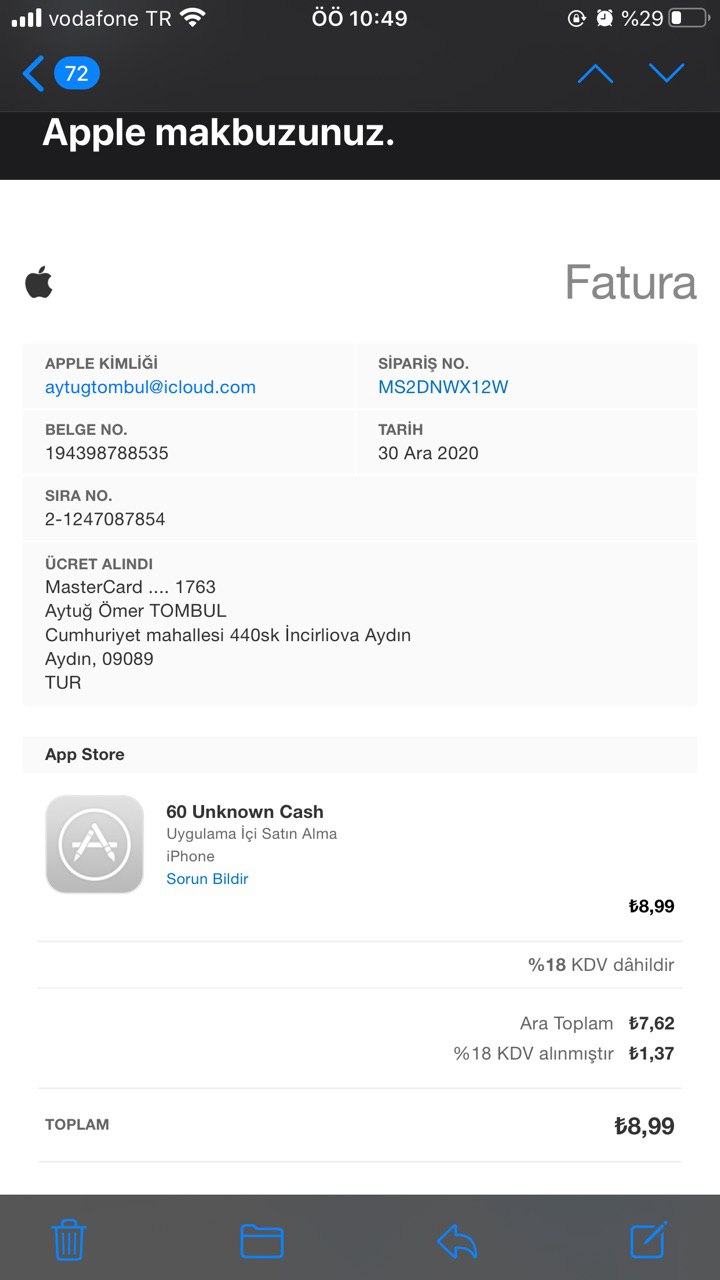 vodafone TR ÖÖ 10:49 %29
72
Apple makbuzunuz.
Fatura
APPLE KİMLİĞİ
aytugtombul@icloud.com
SİPARİŞ NO.
MS2DNWX12W
BELGE NO.
194398788535
TARİH
30 Ara 2020
SIRA NO.
2-1247087854
ÜCRET ALINDI
MasterCard .... 1763
Aytuğ Ömer TOMBUL
Cumhuriyet mahallesi 440sk İncirliova Aydın
Aydın, 09089
TUR
App Store
60 Unknown Cash
Uygulama İçi Satın Alma
iPhone
Sorun Bildir
₺8,99
%18 KDV dâhildir
Ara Toplam ₺7,62
%18 KDV alınmıştır ₺1,37
TOPLAM ₺8,99